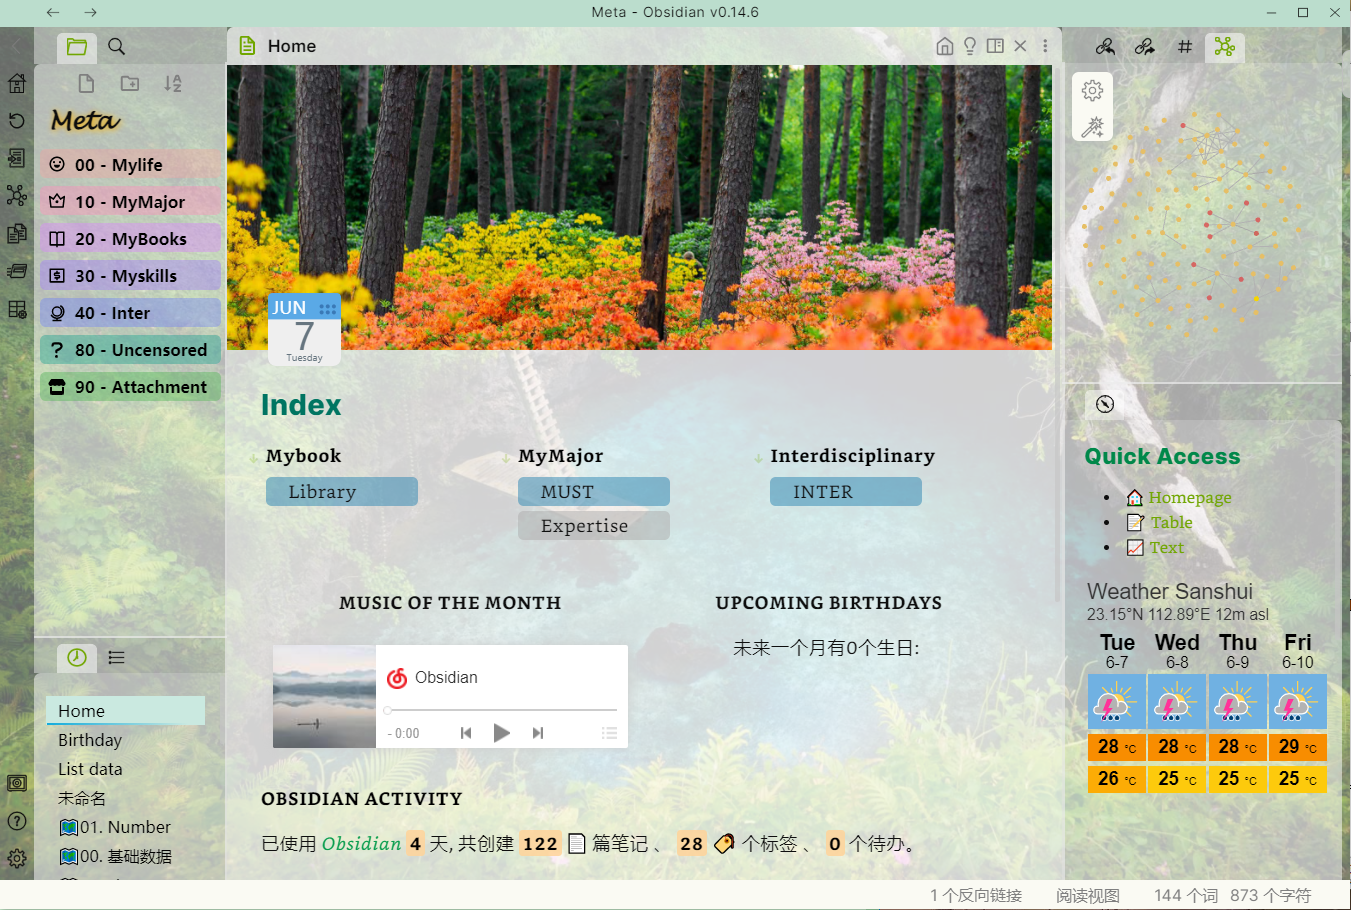 Meta - Obsidian v0.14.6
Home
Meta
00 - Mylife
10 - MyMajor
20 - MyBooks
30 - Myskills
40 - Inter
80 - Uncensored
90 - Attachment
JUN
7
Tuesday
Index
Mybook
Library
MyMajor
MUST
Expertise
Interdisciplinary
INTER
MUSIC OF THE MONTH
Obsidian
- 0:00
UPCOMING BIRTHDAYS
未来一个月有0个生日:
OBSIDIAN ACTIVITY
已使用 Obsidian 4 天, 共创建 122 篇笔记 、 28 个标签 、 0 个待办。
Home
Birthday
List data
未命名
01. Number
00. 基础数据
Quick Access
Homepage
Table
Text
Weather Sanshui
23.15°N 112.89°E 12m asl
Tue Wed Thu Fri
6-7 6-8 6-9 6-10
28 °C 28 °C 28 °C 29 °C
26 °C 25 °C 25 °C 25 °C
1 个反向链接 阅读视图 144 个词 873 个字符